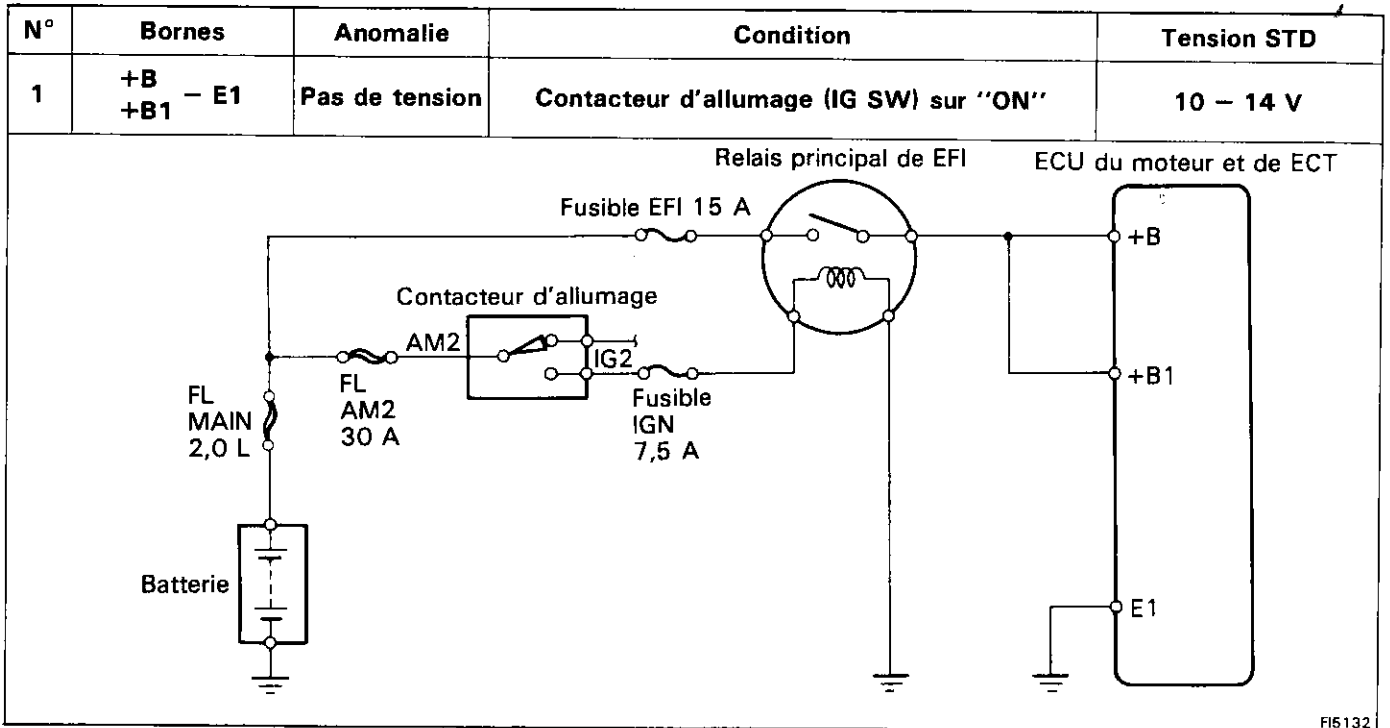 N° Bornes Anomalie Condition Tension STD
1 +B +B1 – E1 Pas de tension Contacteur d'allumage (IG SW) sur ''ON'' 10 – 14 V
Relais principal de EFI
ECU du moteur et de ECT
Fusible EFI 15 A
+B
Contacteur d'allumage
AM2
IG2
+B1
FL
MAIN
2,0 L
FL
AM2
30 A
Fusible
IGN
7,5 A
Batterie
E1
FI5132